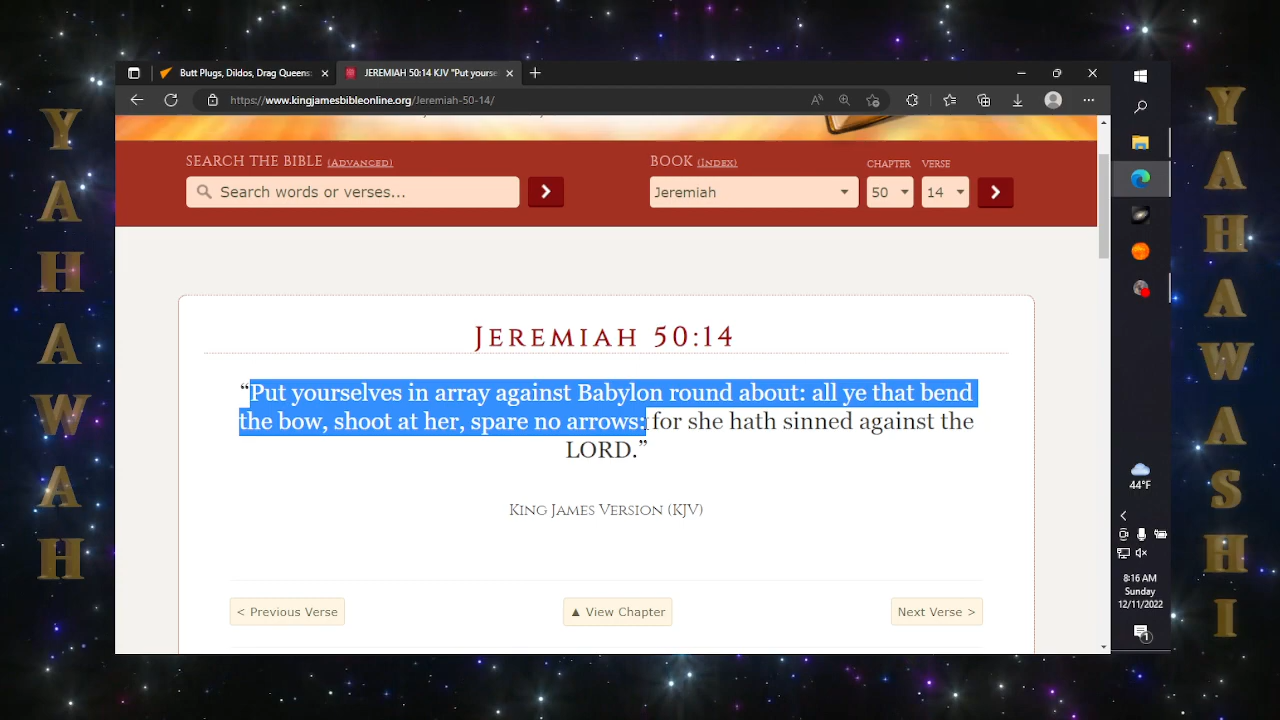 Butt Plugs, Dildos, Drag Queens:
JEREMIAH 50:14 KJV "Put yourse
https://www.kingjamesbibleonline.org/Jeremiah-50-14/
SEARCH THE BIBLE (ADVANCED)
BOOK (INDEX)
CHAPTER
VERSE
Search words or verses...
Jeremiah
50
14
JEREMIAH 50:14
“Put yourselves in array against Babylon round about: all ye that bend
the bow, shoot at her, spare no arrows: for she hath sinned against the
LORD.”
KING JAMES VERSION (KJV)
< Previous Verse
▲ View Chapter
Next Verse >
44°F
8:16 AM
Sunday
12/11/2022
1
Y
A
H
A
W
A
H
Y
A
H
A
W
A
S
H
I